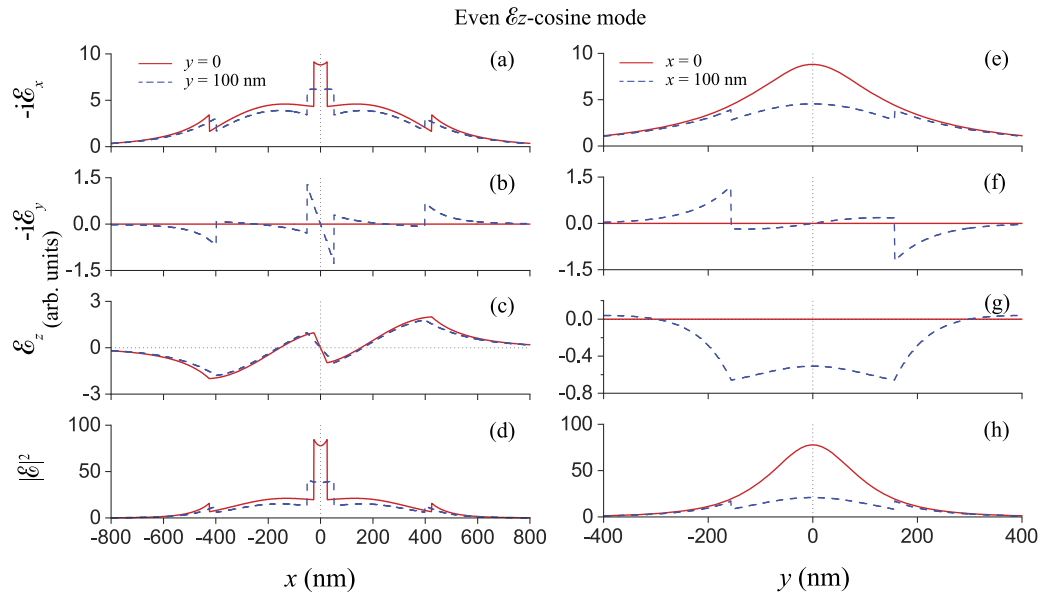 Even ℰz-cosine mode
(a)
y = 0
y = 100 nm
-iℰx
10
5
0
(e)
x = 0
x = 100 nm
10
5
0
(b)
-iℰy
1.5
0.0
-1.5
(f)
1.5
0.0
-1.5
(c)
ℰz
(arb. units)
3
0
-3
(g)
0.0
-0.4
-0.8
(d)
|ℰ|²
100
50
0
-800 -600 -400 -200 0 200 400 600 800
x (nm)
(h)
100
50
0
-400 -200 0 200 400
y (nm)